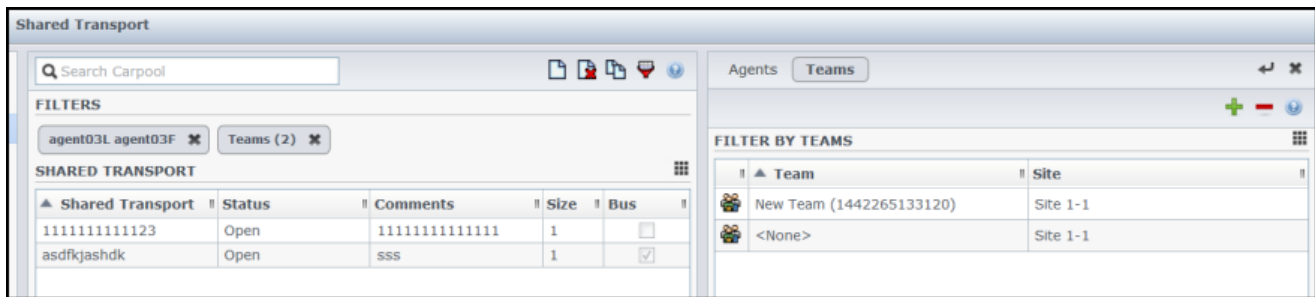 Shared Transport
Search Carpool
FILTERS
agent03L agent03F
Teams (2)
SHARED TRANSPORT
Shared Transport Status Comments Size Bus
1111111111123 Open 11111111111111 1
asdfkjashdk Open sss 1
Agents Teams
FILTER BY TEAMS
Team Site
New Team (1442265133120) Site 1-1
<None> Site 1-1